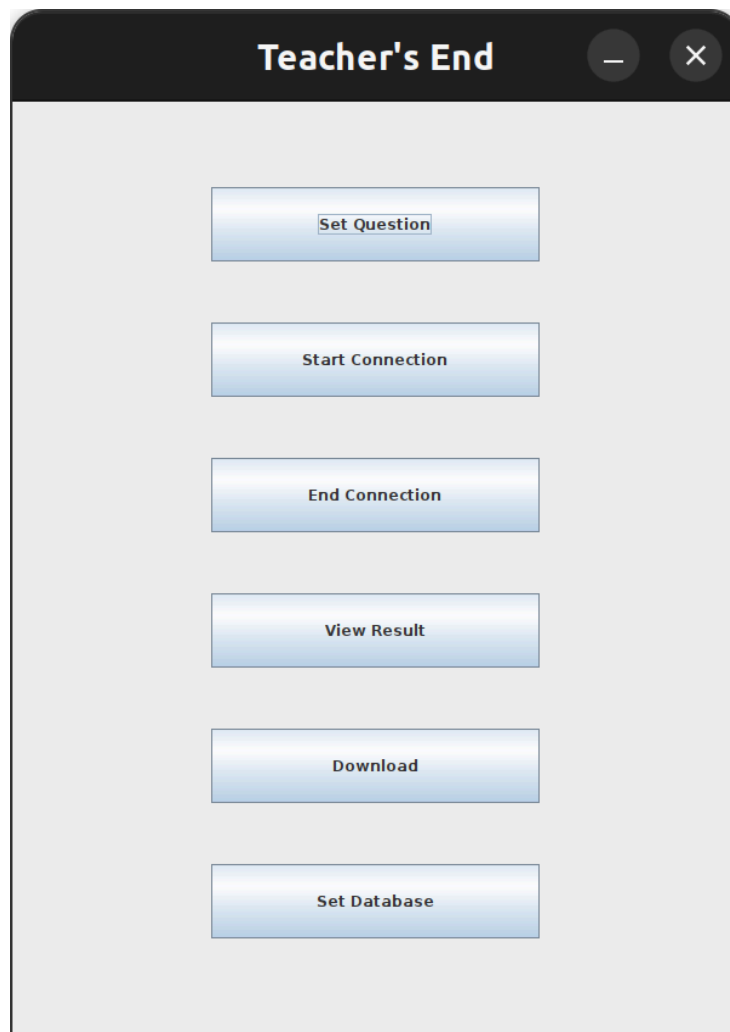 Teacher's End
Set Question
Start Connection
End Connection
View Result
Download
Set Database